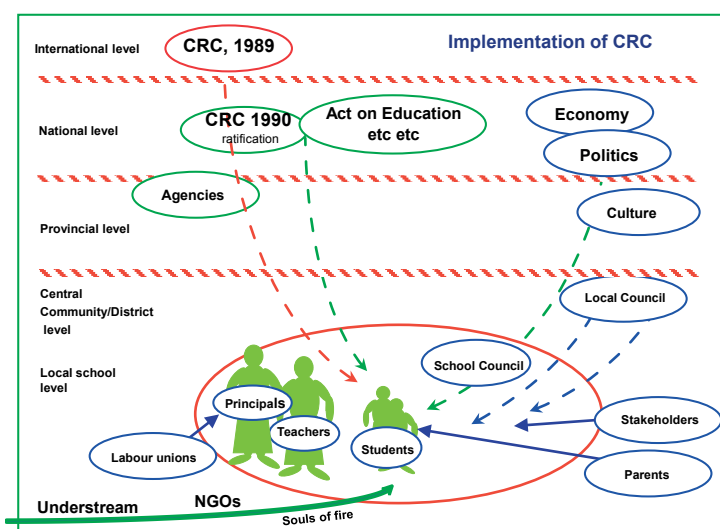 Implementation of CRC
International level
CRC, 1989
National level
CRC 1990
ratification
Act on Education
etc etc
Economy
Politics
Agencies
Provincial level
Culture
Central
Community/District
level
Local Council
Local school
level
School Council
Principals
Teachers
Students
Stakeholders
Labour unions
Parents
Understream
NGOs
Souls of fire